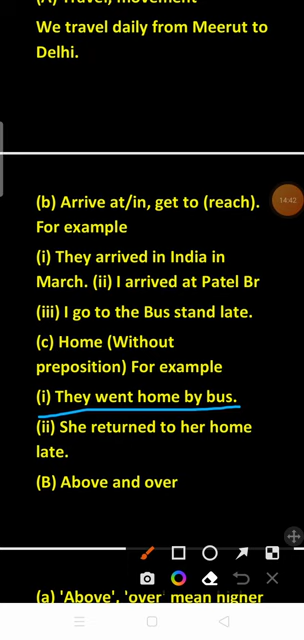 (A) Travel, movement
We travel daily from Meerut to
Delhi.
(b) Arrive at/in, get to (reach).
For example
14:42
(i) They arrived in India in
March. (ii) I arrived at Patel Br
(iii) I go to the Bus stand late.
(c) Home (Without
preposition) For example
(i) They went home by bus.
(ii) She returned to her home
late.
(B) Above and over
(a) 'Above', 'over' mean higher